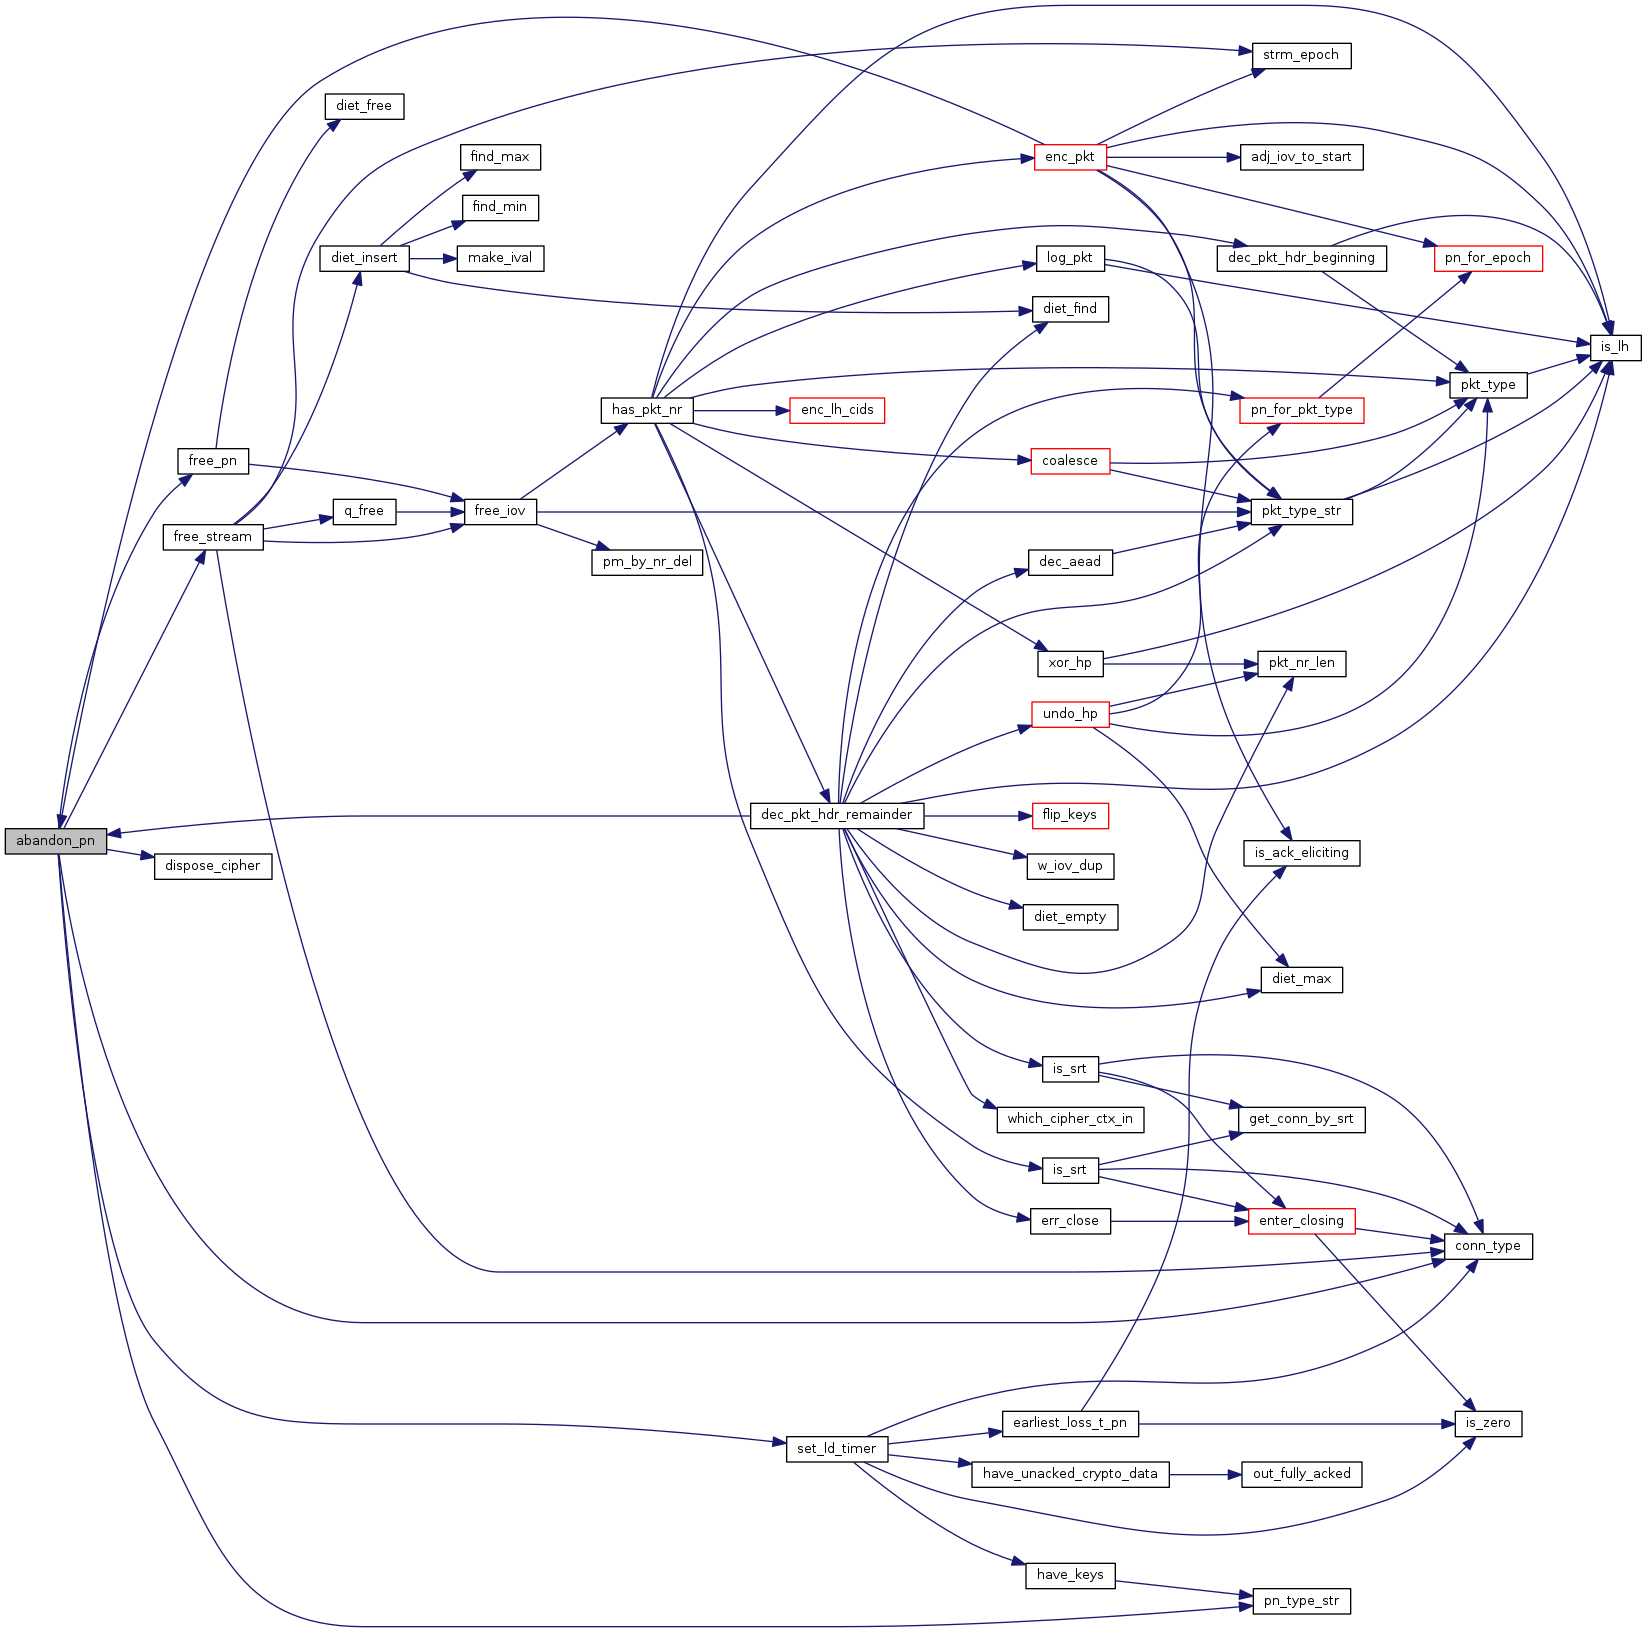 strm_epoch
diet_free
find_max
enc_pkt
adj_iov_to_start
find_min
diet_insert
make_ival
log_pkt
dec_pkt_hdr_beginning
pn_for_epoch
diet_find
is_lh
pkt_type
has_pkt_nr
enc_lh_cids
pn_for_pkt_type
free_pn
coalesce
q_free
free_iov
pkt_type_str
free_stream
pm_by_nr_del
dec_aead
xor_hp
pkt_nr_len
undo_hp
dec_pkt_hdr_remainder
flip_keys
abandon_pn
is_ack_eliciting
dispose_cipher
w_iov_dup
diet_empty
diet_max
is_srt
which_cipher_ctx_in
get_conn_by_srt
is_srt
err_close
enter_closing
conn_type
earliest_loss_t_pn
is_zero
set_ld_timer
have_unacked_crypto_data
out_fully_acked
have_keys
pn_type_str